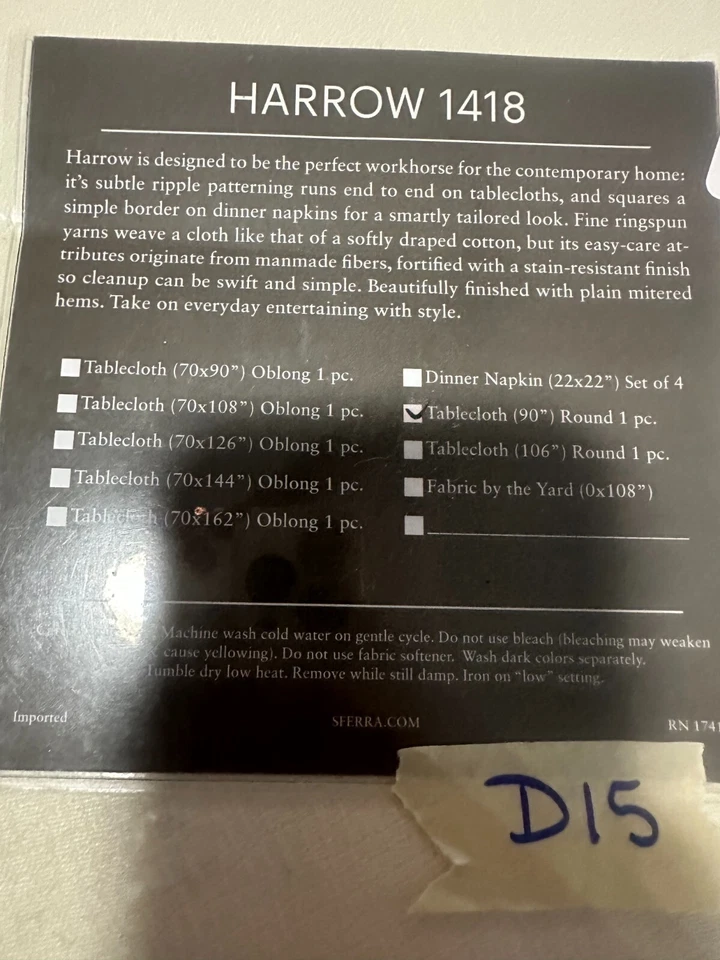 HARROW 1418
Harrow is designed to be the perfect workhorse for the contemporary home:
it's subtle ripple patterning runs end to end on tablecloths, and squares a
simple border on dinner napkins for a smartly tailored look. Fine ringspun
yarns weave a cloth like that of a softly draped cotton, but its easy-care at-
tributes originate from manmade fibers, fortified with a stain-resistant finish
so cleanup can be swift and simple. Beautifully finished with plain mitered
hems. Take on everyday entertaining with style.
Tablecloth (70x90") Oblong 1 pc.
Tablecloth (70x108") Oblong 1 pc.
Tablecloth (70x126") Oblong 1 pc.
Tablecloth (70x144") Oblong 1 pc.
Tablecloth (70x162") Oblong 1 pc.
Dinner Napkin (22x22") Set of 4
Tablecloth (90") Round 1 pc.
Tablecloth (106") Round 1 pc.
Fabric by the Yard (0x108")
Machine wash cold water on gentle cycle. Do not use bleach (bleaching may weaken
cause yellowing). Do not use fabric softener. Wash dark colors separately.
Tumble dry low heat. Remove while still damp. Iron on "low" setting.
Imported
SFERRA.COM
RN 1741
D15